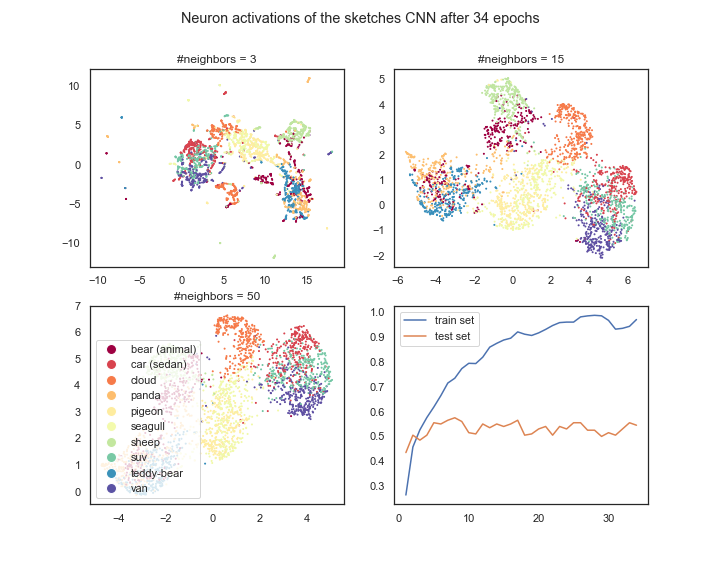 Neuron activations of the sketches CNN after 34 epochs
#neighbors = 3
10
5
0
−5
−10
−10 −5 0 5 10 15
#neighbors = 15
5
4
3
2
1
0
−1
−2
−6 −4 −2 0 2 4 6
#neighbors = 50
7
6
5
4
3
2
1
0
−4 −2 0 2 4
bear (animal)
car (sedan)
cloud
panda
pigeon
seagull
sheep
suv
teddy-bear
van
1.0
0.9
0.8
0.7
0.6
0.5
0.4
0.3
0 10 20 30
train set
test set